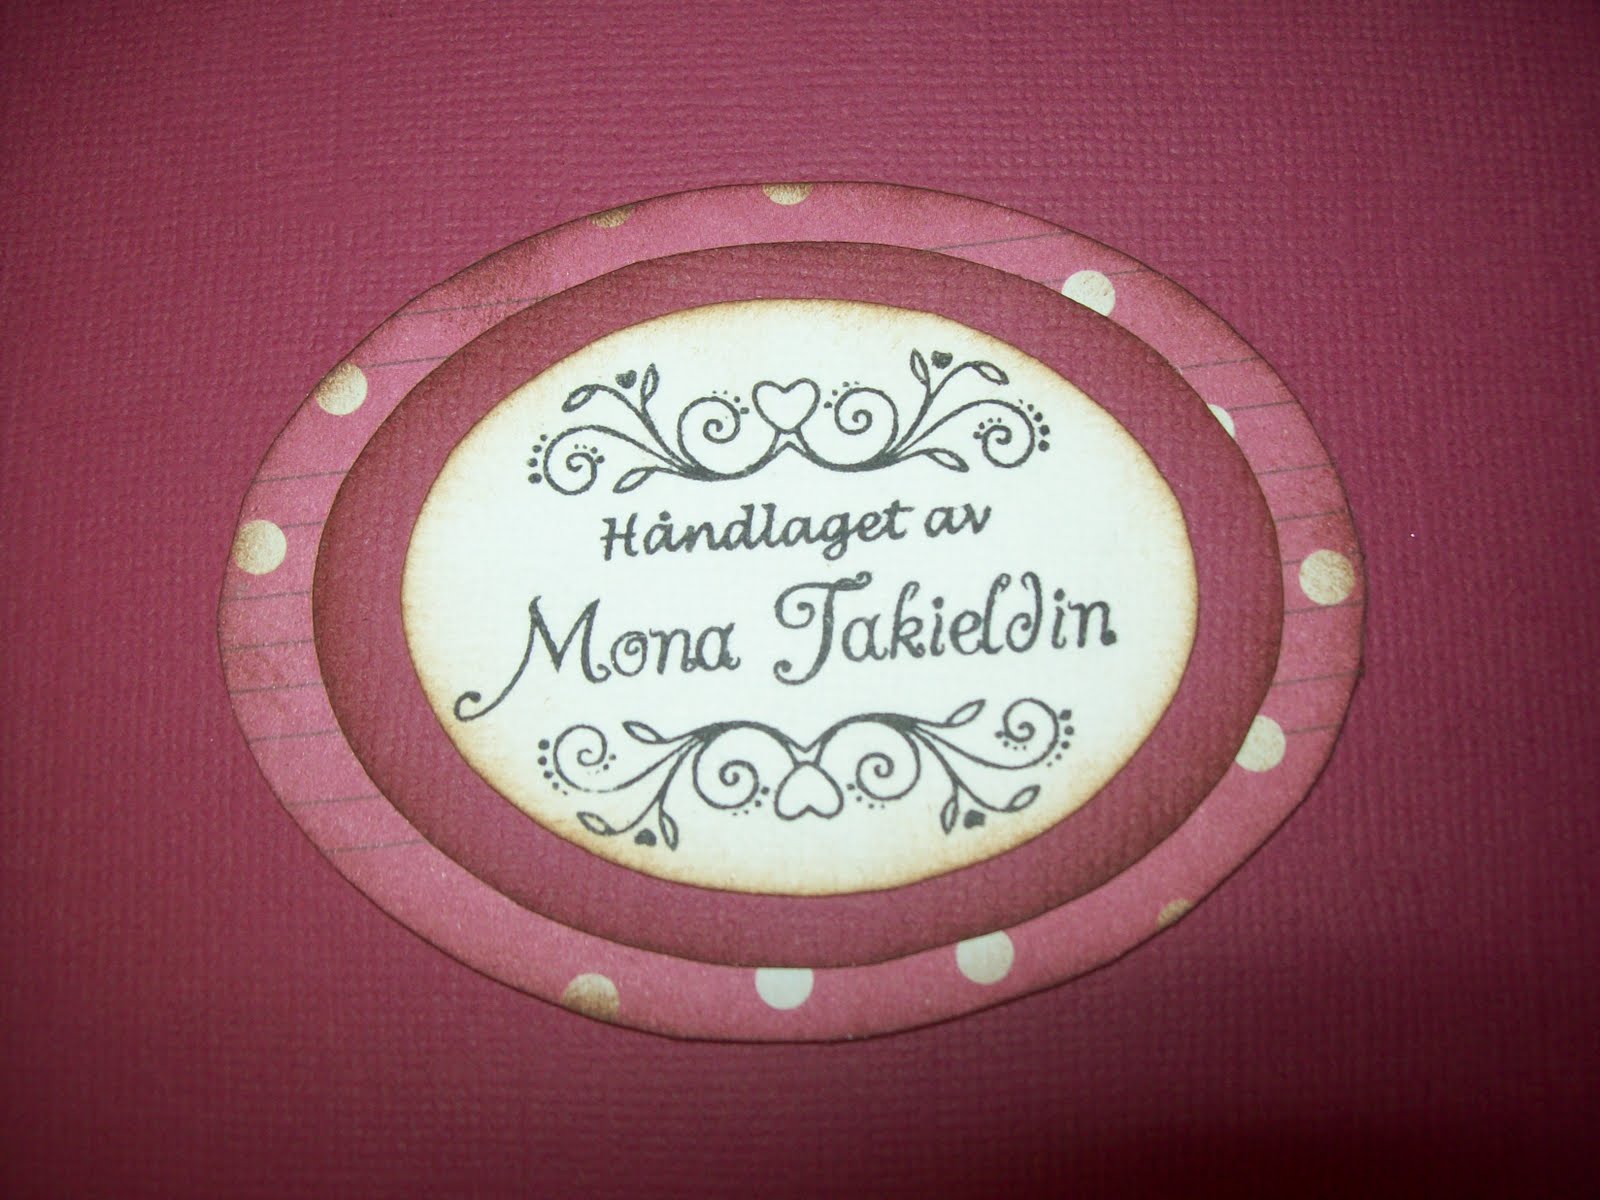 Håndlaget av
Mona Takieldin